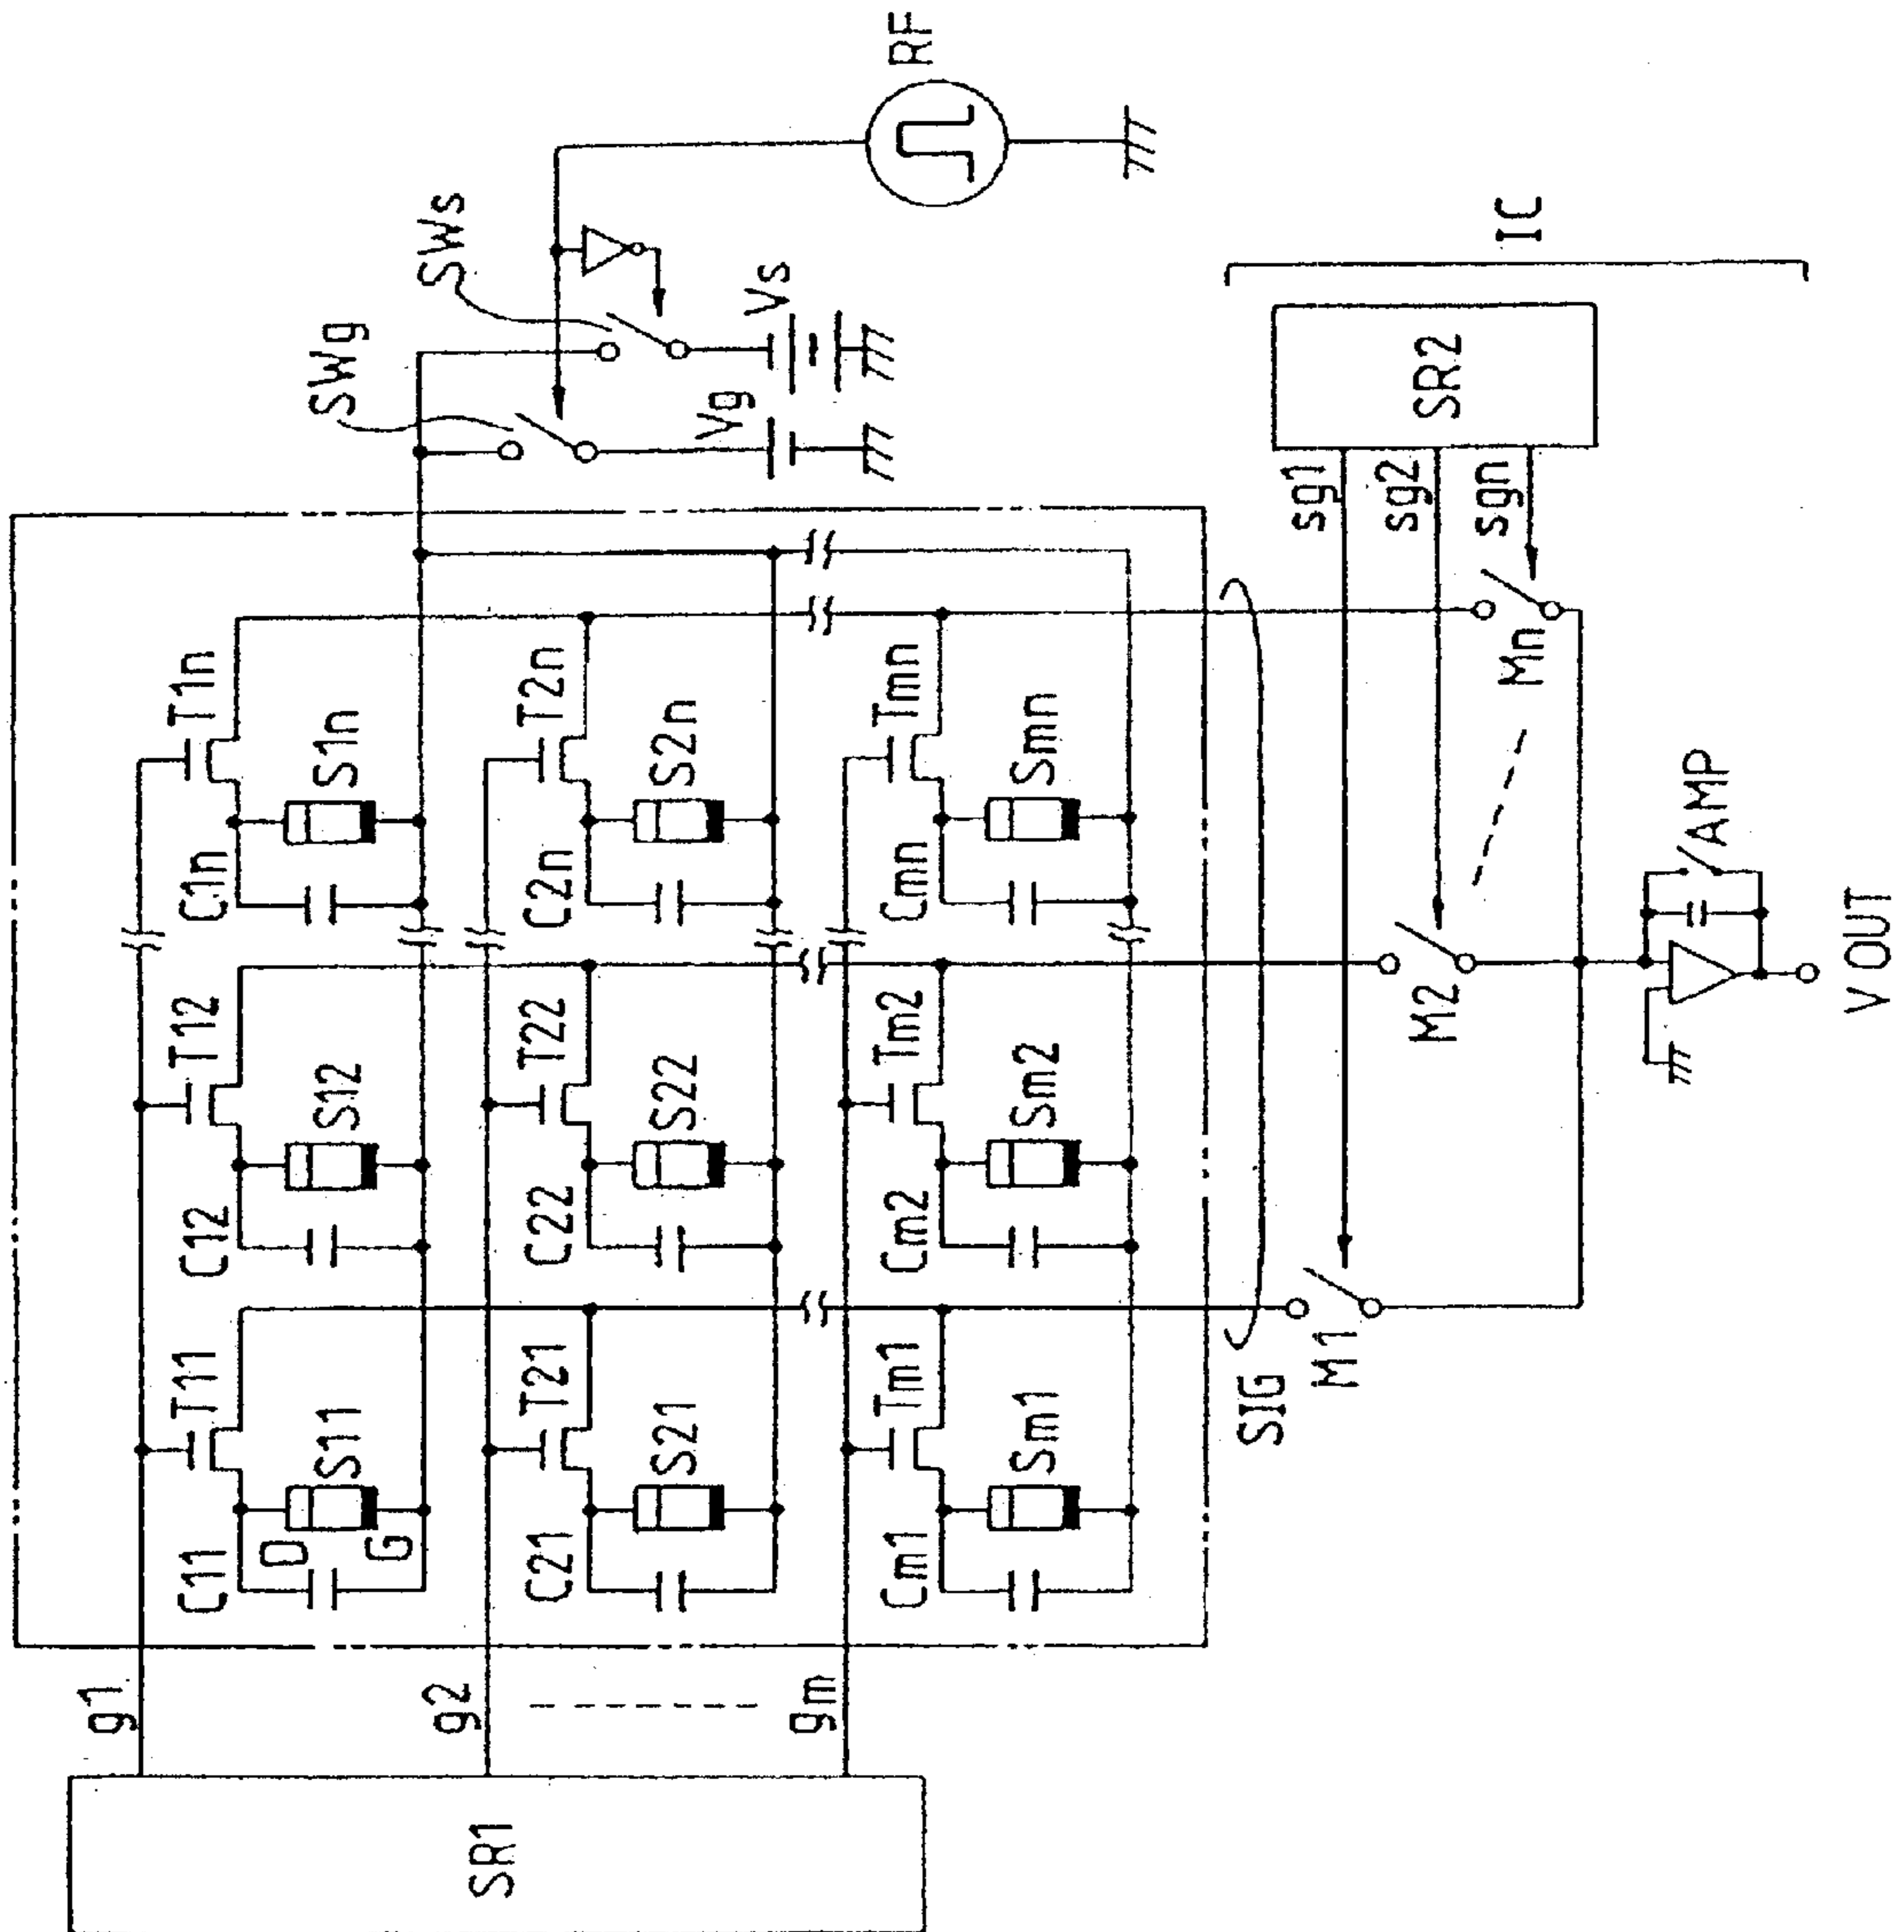 g1
g2
gm
SR1
C11
T11
S11
D
G
C12
T12
S12
C1n
T1n
S1n
C21
T21
S21
C22
T22
S22
C2n
T2n
S2n
Cm1
Tm1
Sm1
Cm2
Tm2
Sm2
Cmn
Tmn
Smn
SWg
SWs
Vg
Vs
RF
SIG
M1
M2
Mn
sg1
sg2
sgn
SR2
IC
AMP
V OUT